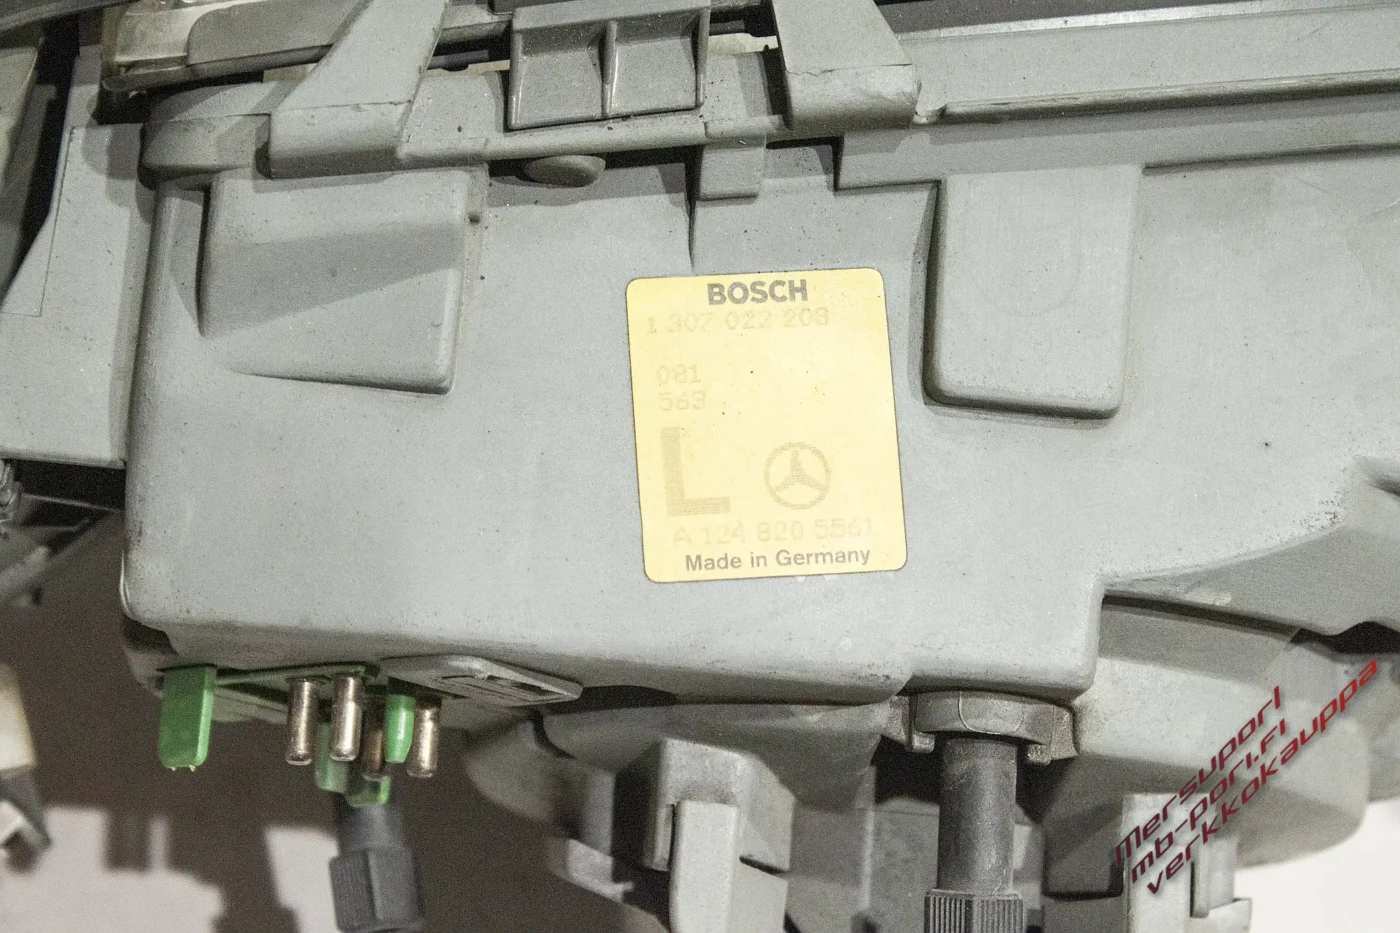 BOSCH
1 307 022 208
081
563
L
A 124 820 5561
Made in Germany
Mersupori
mb-pori.fi
verkkokauppa